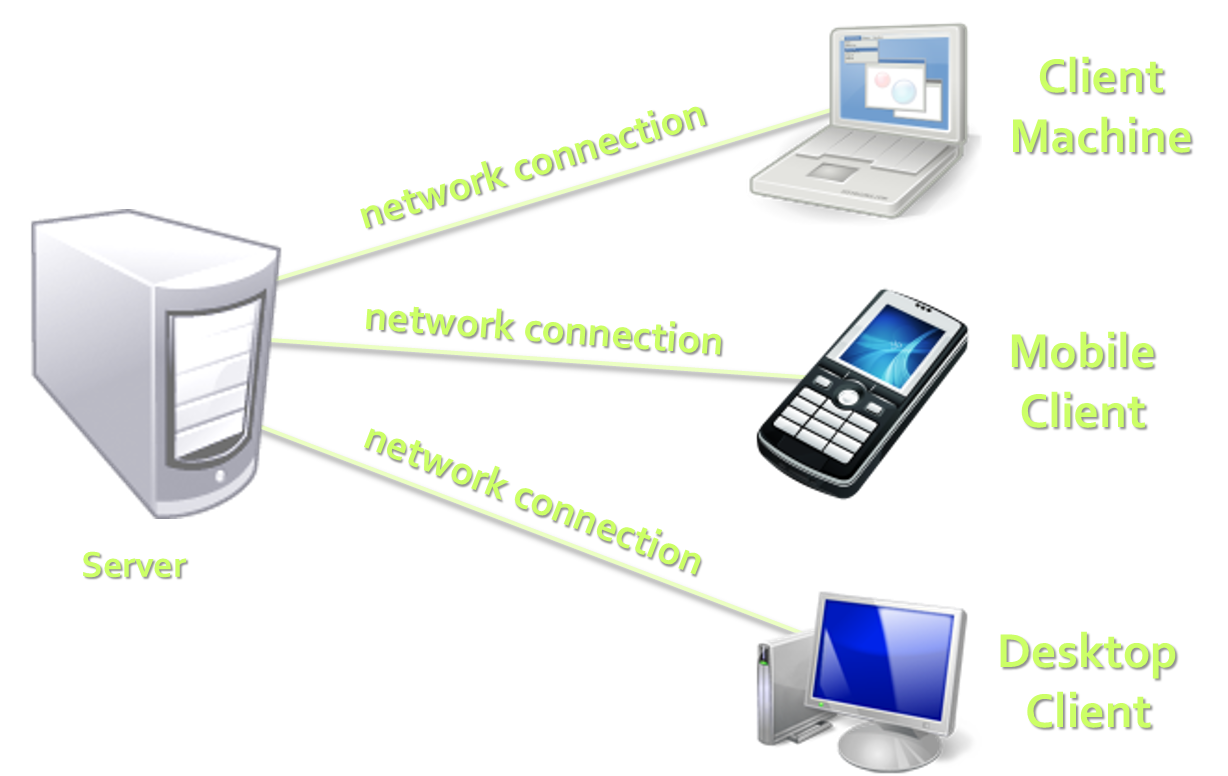 Client
Machine
network connection
network connection
Mobile
Client
network connection
Server
Desktop
Client